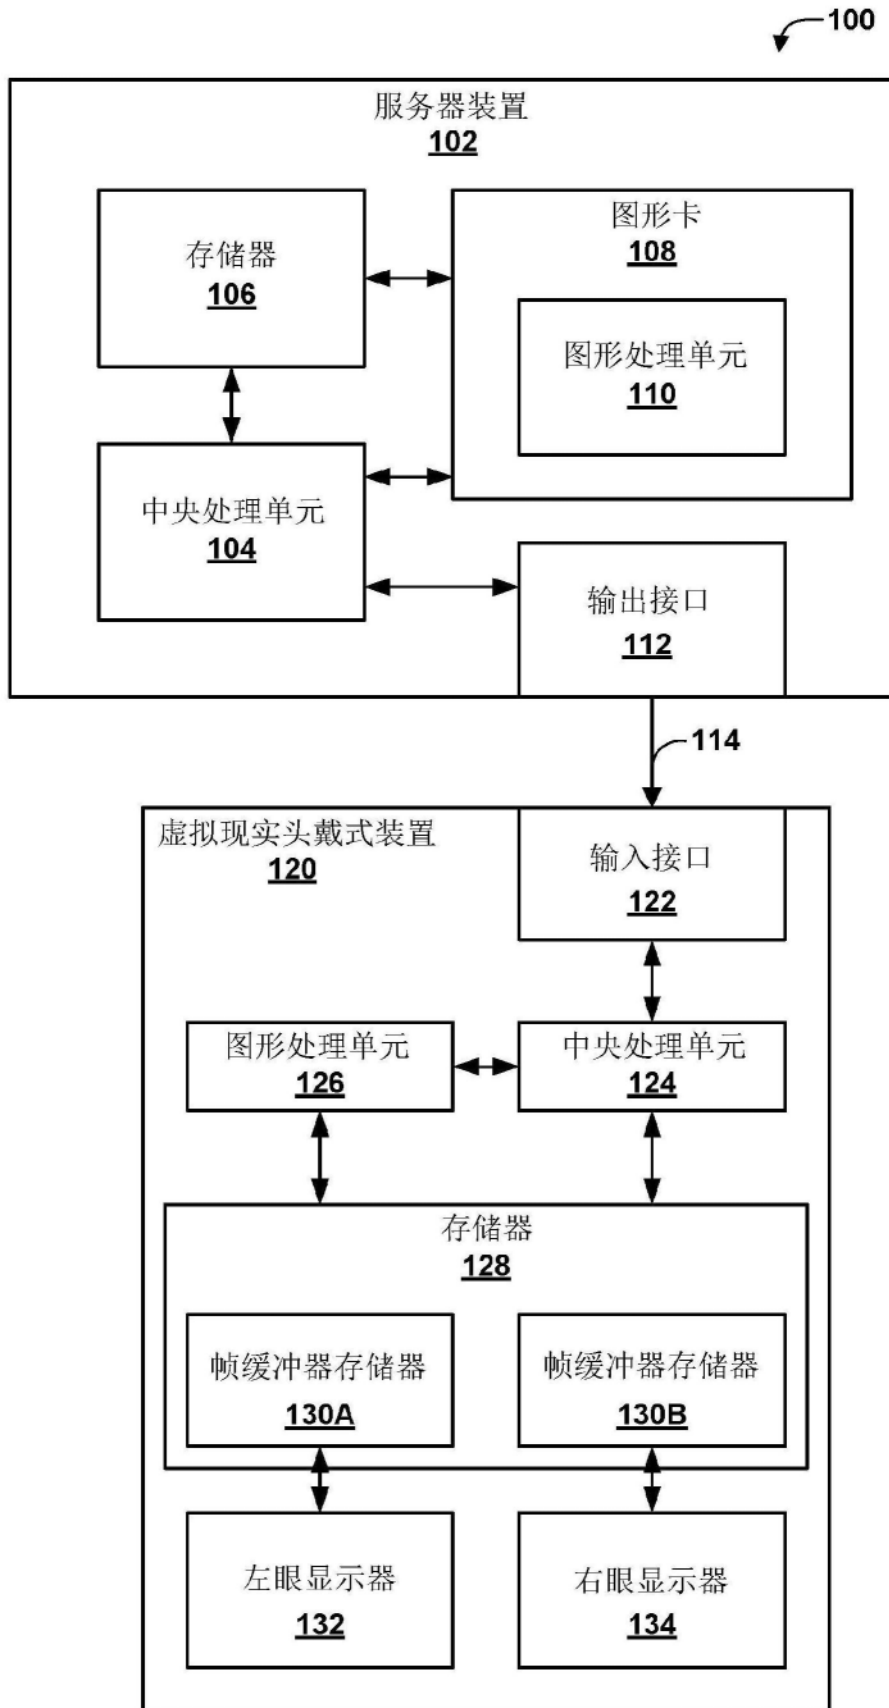 100
服务器装置
102
存储器
106
图形卡
108
图形处理单元
110
中央处理单元
104
输出接口
112
114
虚拟现实头戴式装置
120
输入接口
122
图形处理单元
126
中央处理单元
124
存储器
128
帧缓冲器存储器
130A
帧缓冲器存储器
130B
左眼显示器
132
右眼显示器
134